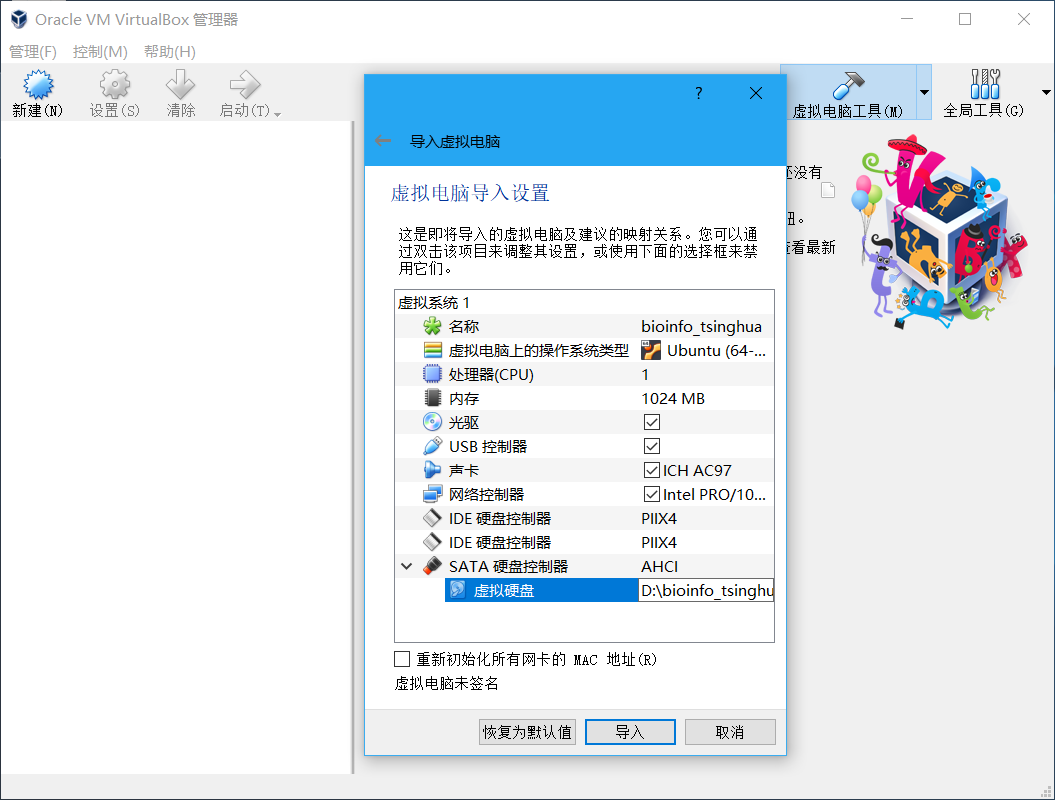 Oracle VM VirtualBox 管理器
管理(F) 控制(M) 帮助(H)
新建(N) 设置(S) 清除 启动(T)
虚拟电脑工具(M) 全局工具(G)
还没有
钮。
查看最新
?
导入虚拟电脑
虚拟电脑导入设置
这是即将导入的虚拟电脑及建议的映射关系。您可以通
过双击该项目来调整其设置，或使用下面的选择框来禁
用它们。
虚拟系统 1
名称 bioinfo_tsinghua
虚拟电脑上的操作系统类型 Ubuntu (64-...
处理器(CPU) 1
内存 1024 MB
光驱
USB 控制器
声卡 ICH AC97
网络控制器 Intel PRO/10...
IDE 硬盘控制器 PIIX4
IDE 硬盘控制器 PIIX4
SATA 硬盘控制器 AHCI
虚拟硬盘 D:\bioinfo_tsinghu
重新初始化所有网卡的 MAC 地址(R)
虚拟电脑未签名
恢复为默认值 导入 取消